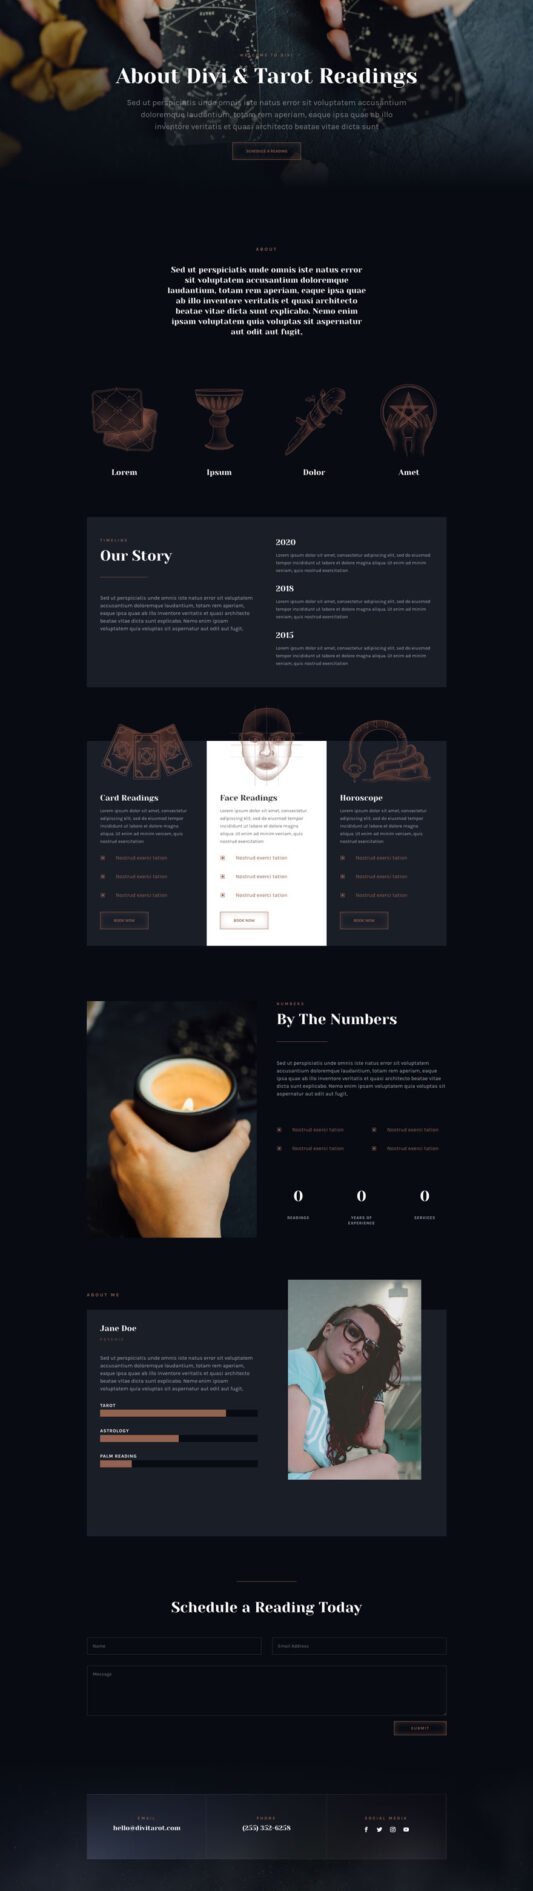 WELCOME TO DIVI
About Divi & Tarot Readings
Sed ut perspiciatis unde omnis iste natus error sit voluptatem accusantium
doloremque laudantium, totam rem aperiam, eaque ipsa quae ab illo
inventore veritatis et quasi architecto beatae vitae dicta sunt
SCHEDULE A READING
ABOUT
Sed ut perspiciatis unde omnis iste natus error
sit voluptatem accusantium doloremque
laudantium, totam rem aperiam, eaque ipsa quae
ab illo inventore veritatis et quasi architecto
beatae vitae dicta sunt explicabo. Nemo enim
ipsam voluptatem quia voluptas sit aspernatur
aut odit aut fugit.
Lorem
Ipsum
Dolor
Amet
TIMELINE
Our Story
Sed ut perspiciatis unde omnis iste natus error sit voluptatem
accusantium doloremque laudantium, totam rem aperiam,
eaque ipsa quae ab illo inventore veritatis et quasi architecto
beatae vitae dicta sunt explicabo. Nemo enim ipsam
voluptatem quia voluptas sit aspernatur aut odit aut fugit.
2020
Lorem ipsum dolor sit amet, consectetur adipiscing elit, sed do eiusmod
tempor incididunt ut labore et dolore magna aliqua. Ut enim ad minim
veniam, quis nostrud exercitation
2018
Lorem ipsum dolor sit amet, consectetur adipiscing elit, sed do eiusmod
tempor incididunt ut labore et dolore magna aliqua. Ut enim ad minim
veniam, quis nostrud exercitation
2015
Lorem ipsum dolor sit amet, consectetur adipiscing elit, sed do eiusmod
tempor incididunt ut labore et dolore magna aliqua. Ut enim ad minim
veniam, quis nostrud exercitation
Card Readings
Lorem ipsum dolor sit amet, consectetur
adipiscing elit, sed do eiusmod tempor
incididunt ut labore et dolore magna
aliqua. Ut enim ad minim veniam, quis
nostrud exercitation
Nostrud exerci tation
Nostrud exerci tation
Nostrud exerci tation
BOOK NOW
Face Readings
Lorem ipsum dolor sit amet, consectetur
adipiscing elit, sed do eiusmod tempor
incididunt ut labore et dolore magna
aliqua. Ut enim ad minim veniam, quis
nostrud exercitation
Nostrud exerci tation
Nostrud exerci tation
Nostrud exerci tation
BOOK NOW
Horoscope
Lorem ipsum dolor sit amet, consectetur
adipiscing elit, sed do eiusmod tempor
incididunt ut labore et dolore magna
aliqua. Ut enim ad minim veniam, quis
nostrud exercitation
Nostrud exerci tation
Nostrud exerci tation
Nostrud exerci tation
BOOK NOW
NUMBERS
By The Numbers
Sed ut perspiciatis unde omnis iste natus error sit voluptatem
accusantium doloremque laudantium, totam rem aperiam, eaque
ipsa quae ab illo inventore veritatis et quasi architecto beatae vitae
dicta sunt explicabo. Nemo enim ipsam voluptatem quia voluptas sit
aspernatur aut odit aut fugit.
Nostrud exerci tation
Nostrud exerci tation
Nostrud exerci tation
Nostrud exerci tation
0
READINGS
0
YEARS OF
EXPERIENCE
0
SERVICES
ABOUT ME
Jane Doe
PSYCHIC
Sed ut perspiciatis unde omnis iste natus error sit voluptatem
accusantium doloremque laudantium, totam rem aperiam,
eaque ipsa quae ab illo inventore veritatis et quasi architecto
beatae vitae dicta sunt explicabo. Nemo enim ipsam
voluptatem quia voluptas sit aspernatur aut odit aut fugit.
TAROT
ASTROLOGY
PALM READING
Schedule a Reading Today
Name
Email Address
Message
SUBMIT
EMAIL
hello@divitarot.com
PHONE
(255) 352-6258
SOCIAL MEDIA